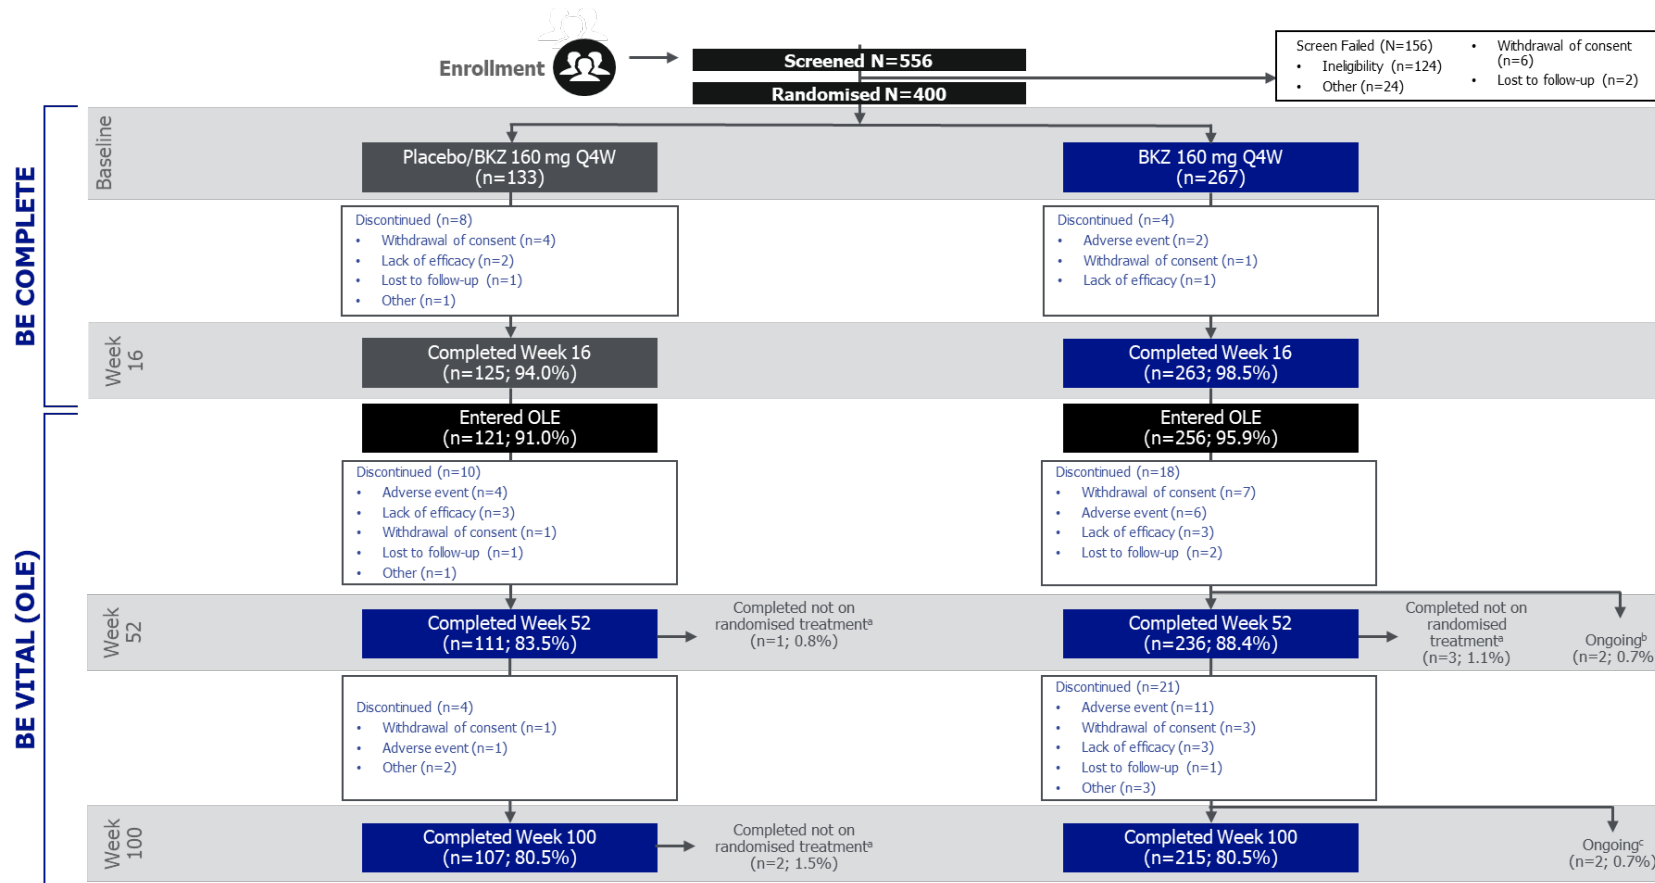 Enrollment
Screened N=556
Randomised N=400
Screen Failed (N=156)
• Ineligibility (n=124)
• Other (n=24)
• Withdrawal of consent
(n=6)
• Lost to follow-up (n=2)
BE COMPLETE
Baseline
Placebo/BKZ 160 mg Q4W
(n=133)
BKZ 160 mg Q4W
(n=267)
Discontinued (n=8)
• Withdrawal of consent (n=4)
• Lack of efficacy (n=2)
• Lost to follow-up (n=1)
• Other (n=1)
Discontinued (n=4)
• Adverse event (n=2)
• Withdrawal of consent (n=1)
• Lack of efficacy (n=1)
Week
16
Completed Week 16
(n=125; 94.0%)
Completed Week 16
(n=263; 98.5%)
BE VITAL (OLE)
Entered OLE
(n=121; 91.0%)
Entered OLE
(n=256; 95.9%)
Discontinued (n=10)
• Adverse event (n=4)
• Lack of efficacy (n=3)
• Withdrawal of consent (n=1)
• Lost to follow-up (n=1)
• Other (n=1)
Discontinued (n=18)
• Withdrawal of consent (n=7)
• Adverse event (n=6)
• Lack of efficacy (n=3)
• Lost to follow-up (n=2)
Week
52
Completed Week 52
(n=111; 83.5%)
Completed not on
randomised treatmentᵃ
(n=1; 0.8%)
Completed Week 52
(n=236; 88.4%)
Completed not on
randomised
treatmentᵃ
(n=3; 1.1%)
Ongoingᵇ
(n=2; 0.7%
Discontinued (n=4)
• Withdrawal of consent (n=1)
• Adverse event (n=1)
• Other (n=2)
Discontinued (n=21)
• Adverse event (n=11)
• Withdrawal of consent (n=3)
• Lack of efficacy (n=3)
• Lost to follow-up (n=1)
• Other (n=3)
Week
100
Completed Week 100
(n=107; 80.5%)
Completed not on
randomised treatmentᵃ
(n=2; 1.5%)
Completed Week 100
(n=215; 80.5%)
Ongoingᶜ
(n=2; 0.7%)